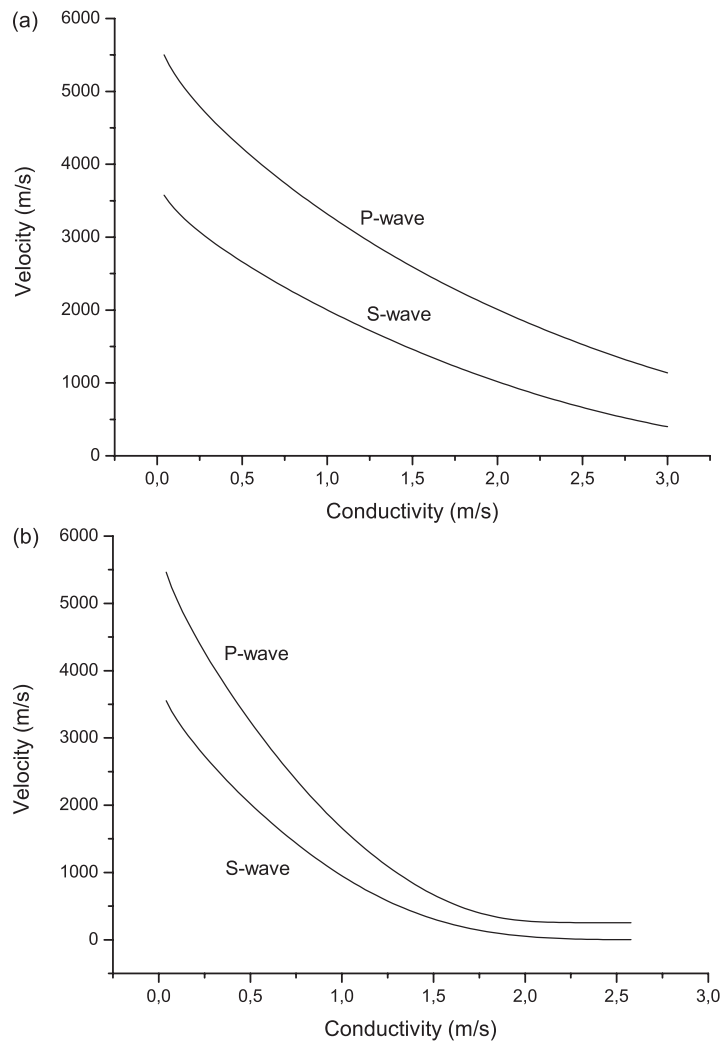 (a)
6000
5000
4000
3000
2000
1000
0
Velocity (m/s)
P-wave
S-wave
0,0 0,5 1,0 1,5 2,0 2,5 3,0
Conductivity (m/s)
(b)
6000
5000
4000
3000
2000
1000
0
Velocity (m/s)
P-wave
S-wave
0,0 0,5 1,0 1,5 2,0 2,5 3,0
Conductivity (m/s)